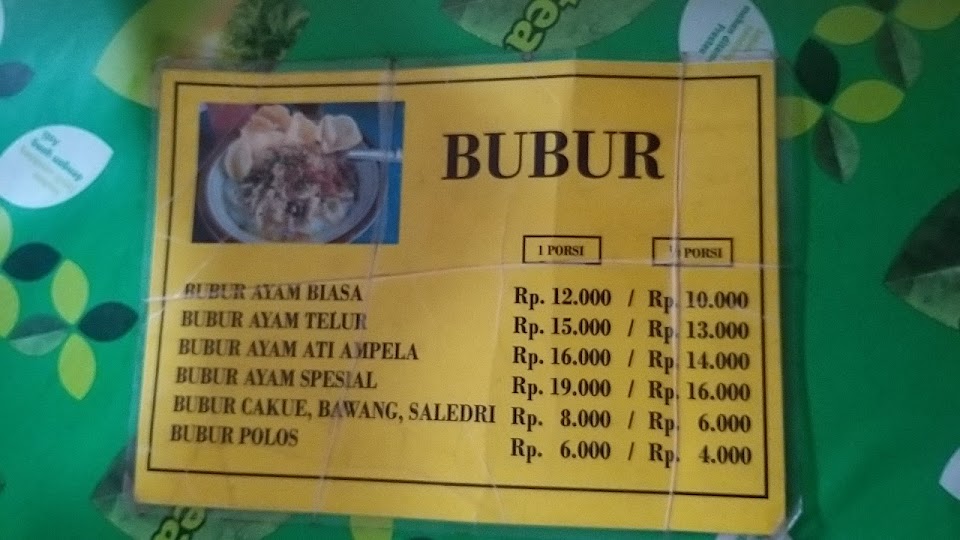 BUBUR
1 PORSI ½ PORSI
BUBUR AYAM BIASA Rp. 12.000 / Rp. 10.000
BUBUR AYAM TELUR Rp. 15.000 / Rp. 13.000
BUBUR AYAM ATI AMPELA Rp. 16.000 / Rp. 14.000
BUBUR AYAM SPESIAL Rp. 19.000 / Rp. 16.000
BUBUR CAKUE, BAWANG, SALEDRI Rp. 8.000 / Rp. 6.000
BUBUR POLOS Rp. 6.000 / Rp. 4.000
tea